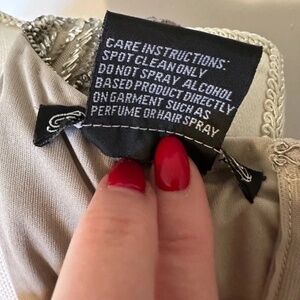 CARE INSTRUCTIONS:
SPOT CLEAN ONLY
DO NOT SPRAY ALCOHOL
BASED PRODUCT DIRECTLY
ON GARMENT SUCH AS
PERFUME OR HAIR SPRAY